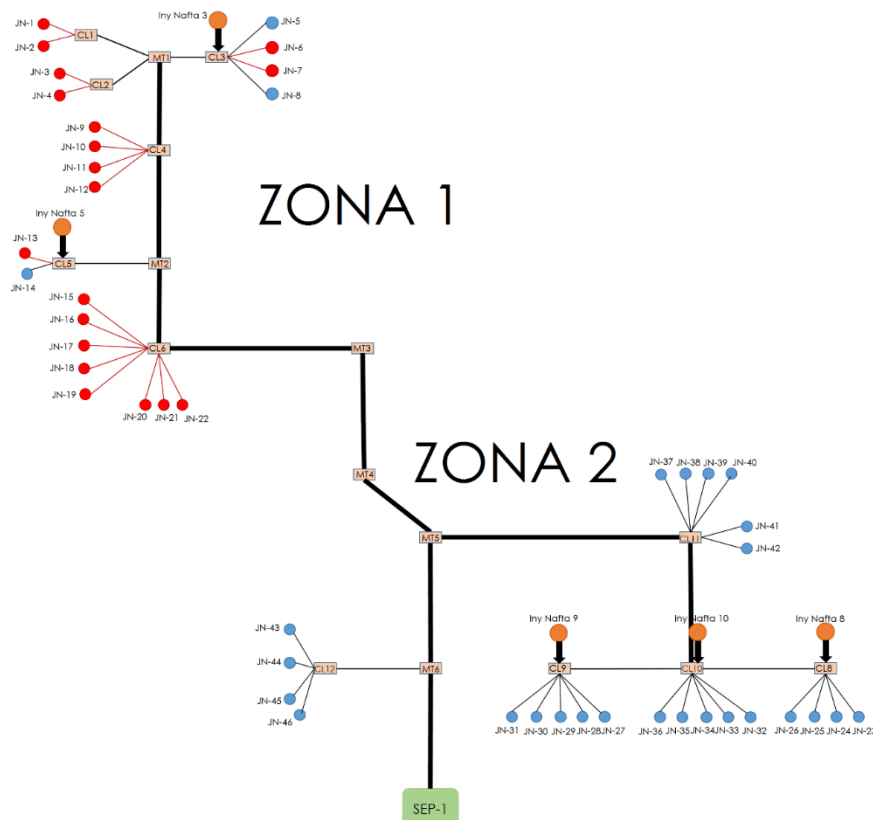 Iny Nafta 3
JN-1
JN-5
CL1
JN-2
JN-6
MT1
CL3
JN-3
JN-7
CL2
JN-4
JN-8
JN-9
JN-10
CL4
JN-11
JN-12
ZONA 1
Iny Nafta 5
JN-13
CL5
MT2
JN-14
JN-15
JN-16
JN-17
CL6
MT3
JN-18
JN-19
JN-20
JN-21
JN-22
ZONA 2
JN-37
JN-38
JN-39
JN-40
MT4
JN-41
MT5
CL11
JN-42
Iny Nafta 9
Iny Nafta 10
Iny Nafta 8
JN-43
JN-44
CL12
MT6
CL9
CL10
CL8
JN-45
JN-46
JN-31
JN-30
JN-29
JN-28
JN-27
JN-36
JN-35
JN-34
JN-33
JN-32
JN-26
JN-25
JN-24
SEP-1